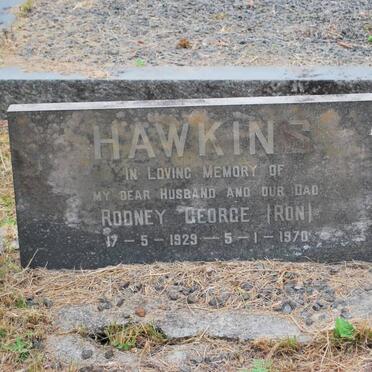 HAWKINS
IN LOVING MEMORY OF
MY DEAR HUSBAND AND OUR DAD
RODNEY GEORGE (RON)
17-5-1929-5-1-1970